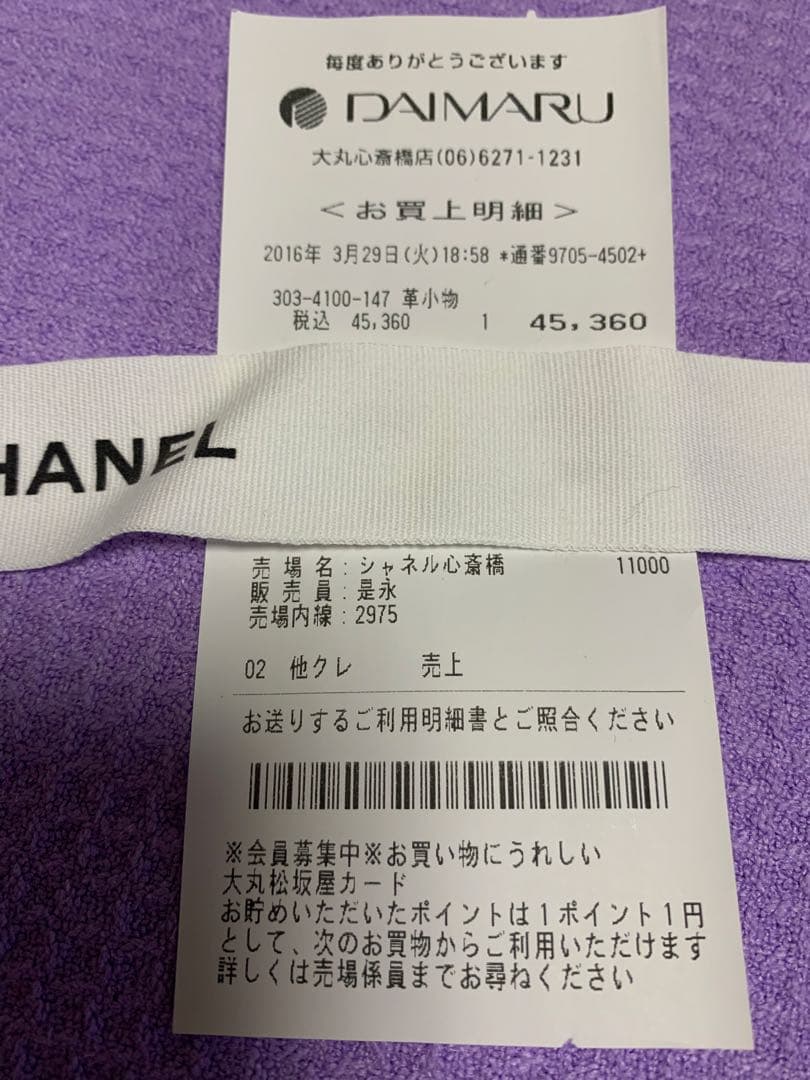 毎度ありがとうございます
DAIMARU
大丸心斎橋店(06)6271-1231
<お買上明細>
2016年 3月29日(火)18:58 *通番9705-4502+
303-4100-147 革小物
税込 45,360 1 45,360
HANEL
売場名:シャネル心斎橋 11000
販売員:是永
売場内線:2975
02 他クレ 売上
お送りするご利用明細書とご照合ください
※会員募集中※お買い物にうれしい
大丸松坂屋カード
お貯めいただいたポイントは1ポイント1円
として、次のお買物からご利用いただけます
詳しくは売場係員までお尋ねください